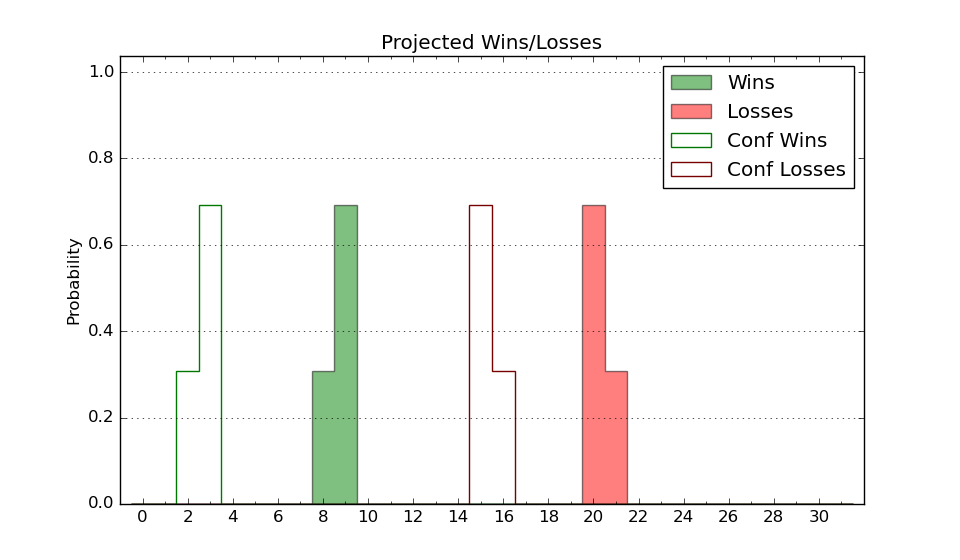 Projected Wins/Losses
1.0
0.8
0.6
0.4
0.2
0.0
Probability
Wins
Losses
Conf Wins
Conf Losses
0 2 4 6 8 10 12 14 16 18 20 22 24 26 28 30